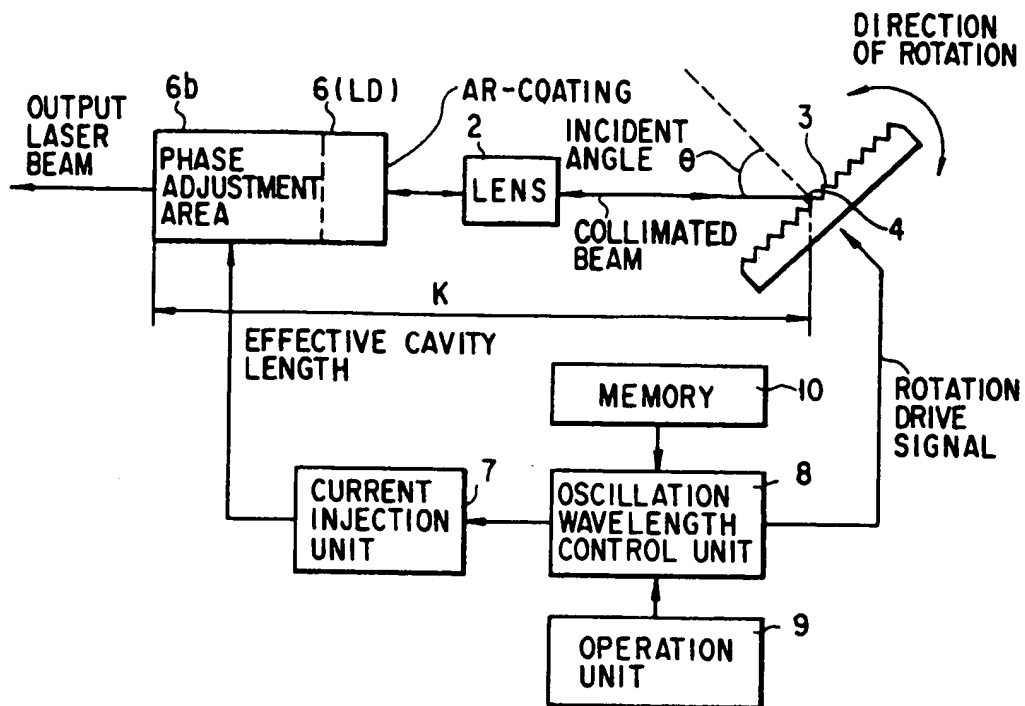 DIRECTION
OF ROTATION
6b
6(LD)
AR-COATING
OUTPUT
LASER
BEAM
2
INCIDENT
ANGLE
θ
3
PHASE
ADJUSTMENT
AREA
LENS
COLLIMATED
BEAM
4
K
EFFECTIVE CAVITY
LENGTH
MEMORY
10
ROTATION
DRIVE
SIGNAL
7
CURRENT
INJECTION
UNIT
8
OSCILLATION
WAVELENGTH
CONTROL UNIT
9
OPERATION
UNIT